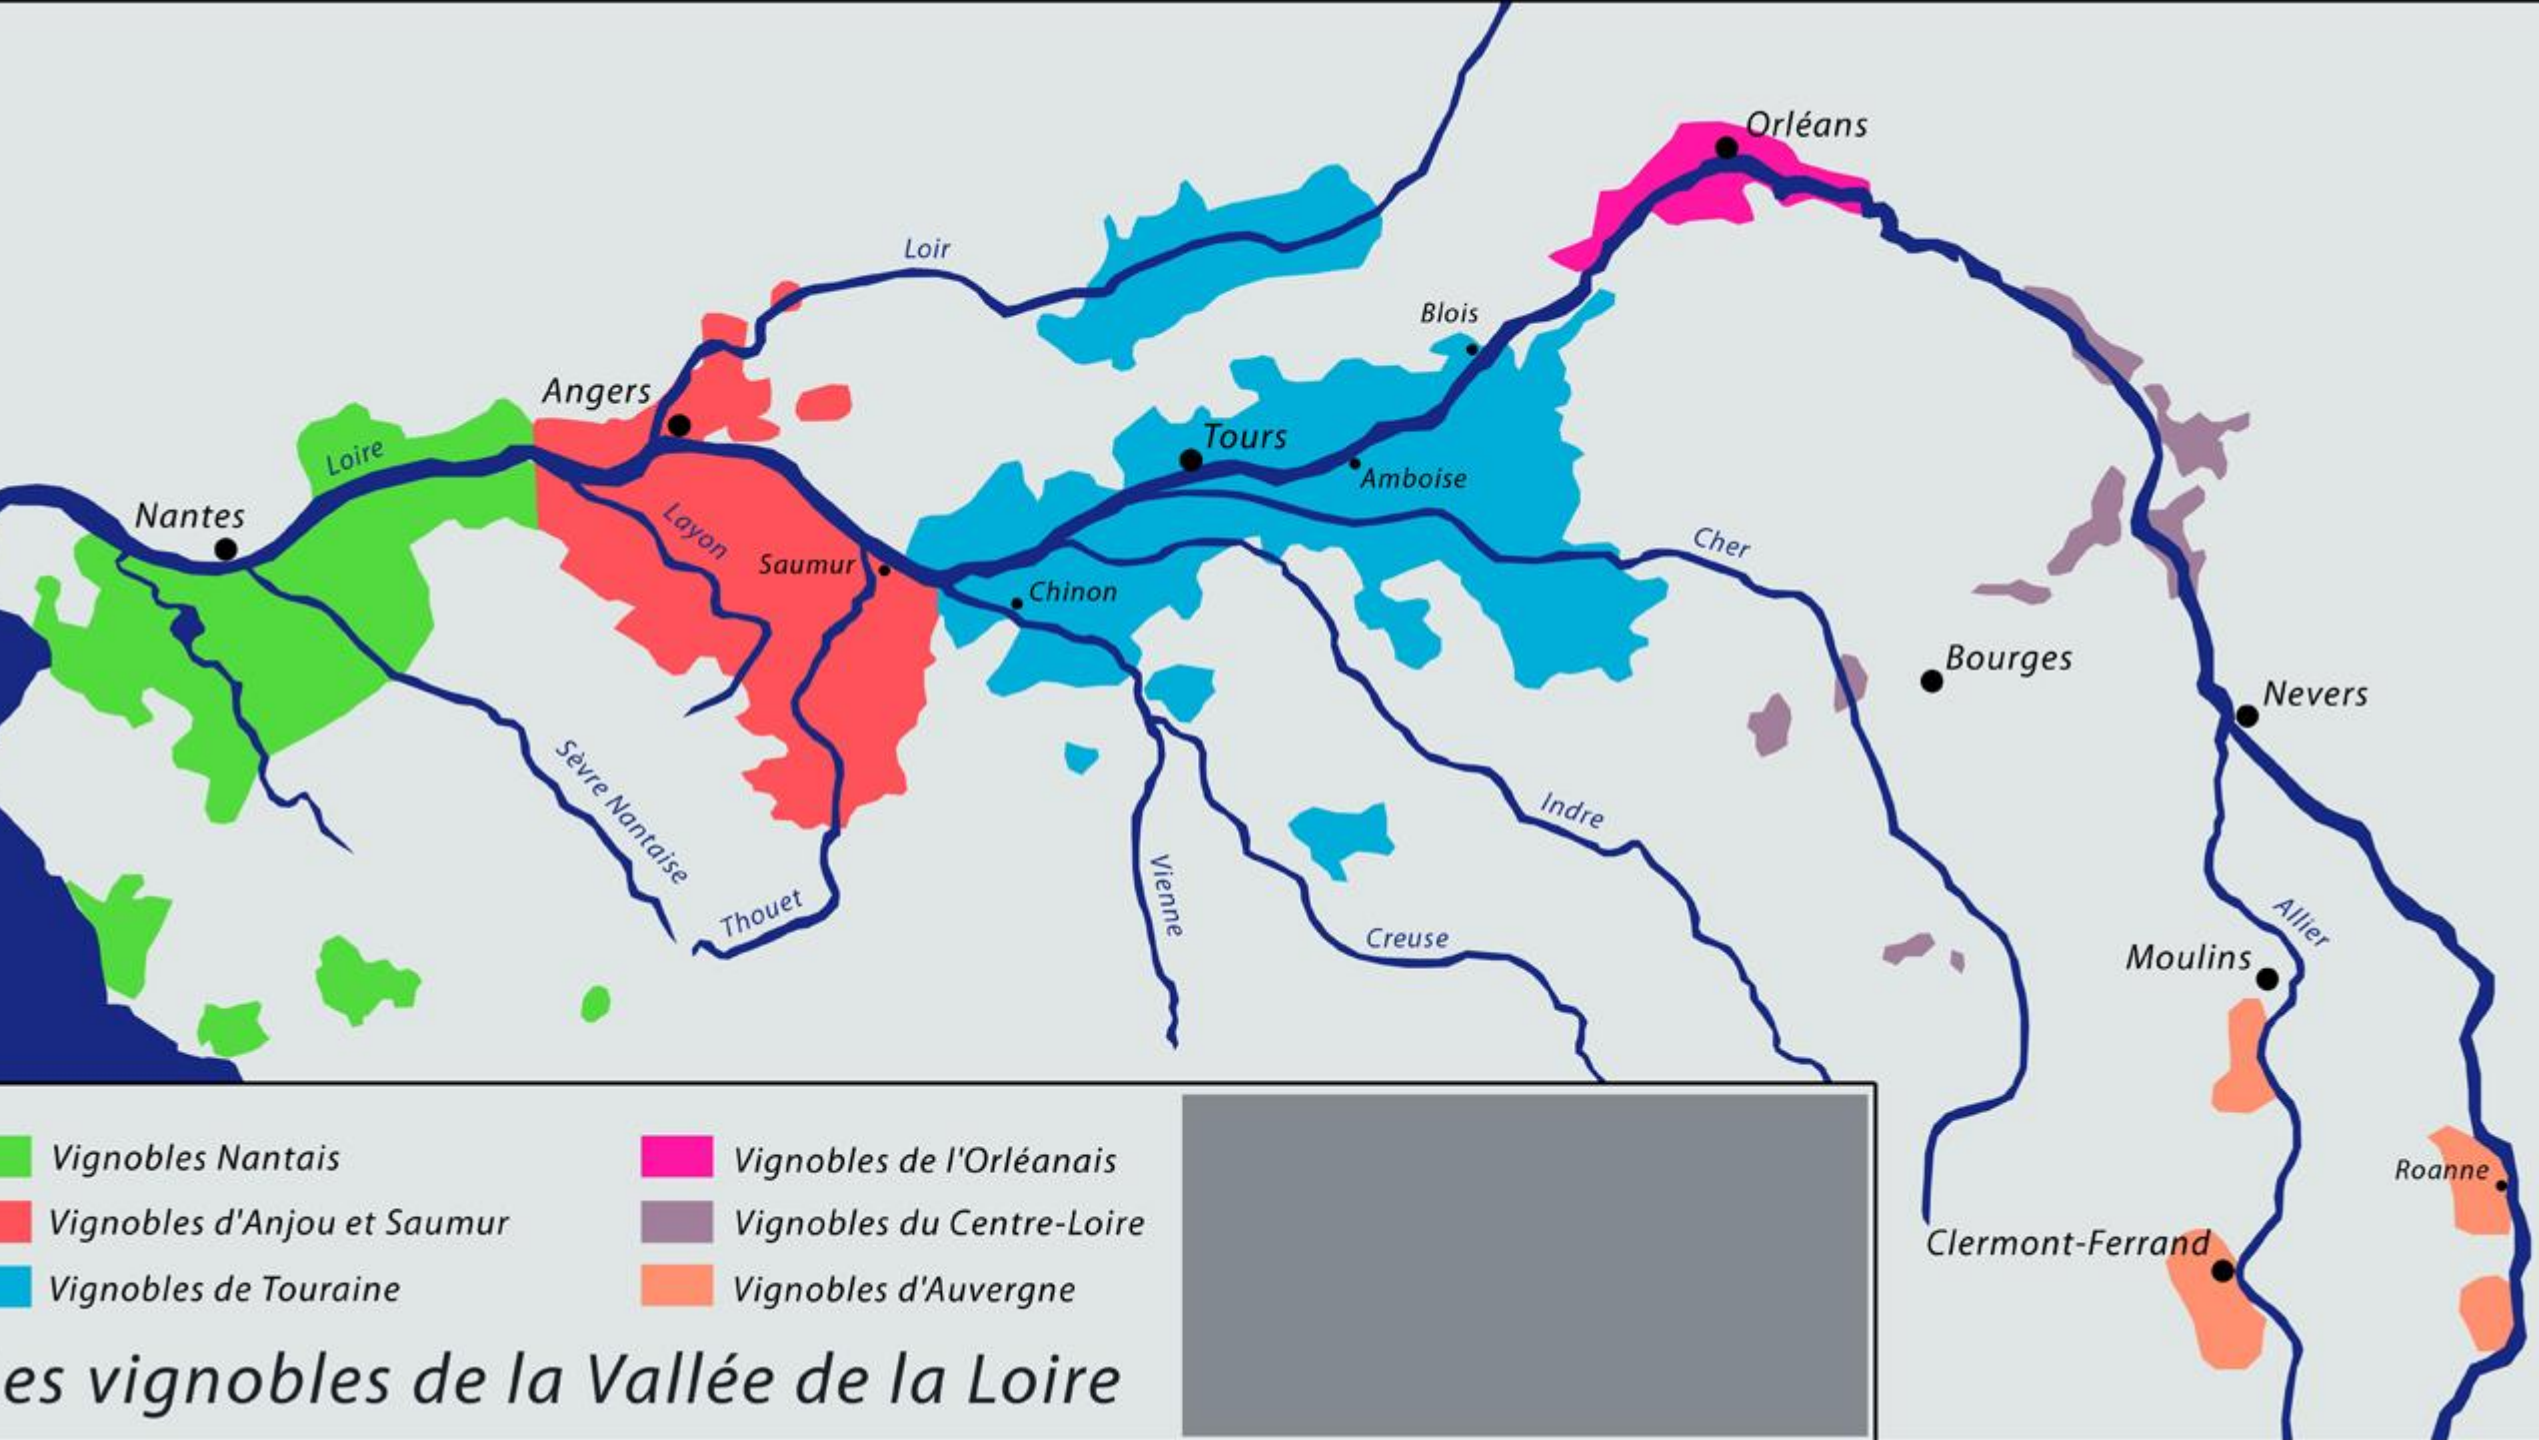 Orléans
Loir
Blois
Angers
Tours
Loire
Amboise
Nantes
Layon
Cher
Saumur
Chinon
Bourges
Nevers
Sèvre Nantaise
Indre
Vienne
Thouet
Creuse
Allier
Moulins
Roanne
Clermont-Ferrand
Vignobles Nantais
Vignobles d'Anjou et Saumur
Vignobles de Touraine
Vignobles de l'Orléanais
Vignobles du Centre-Loire
Vignobles d'Auvergne
es vignobles de la Vallée de la Loire